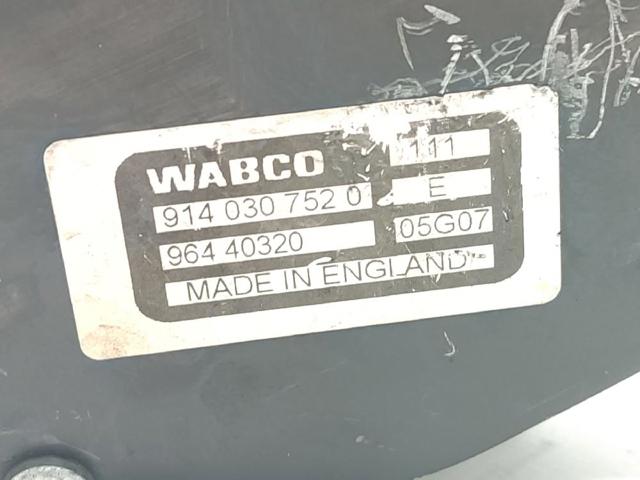 WABCO 111
914 030 752 0 E
964 40320 05G07
MADE IN ENGLAND